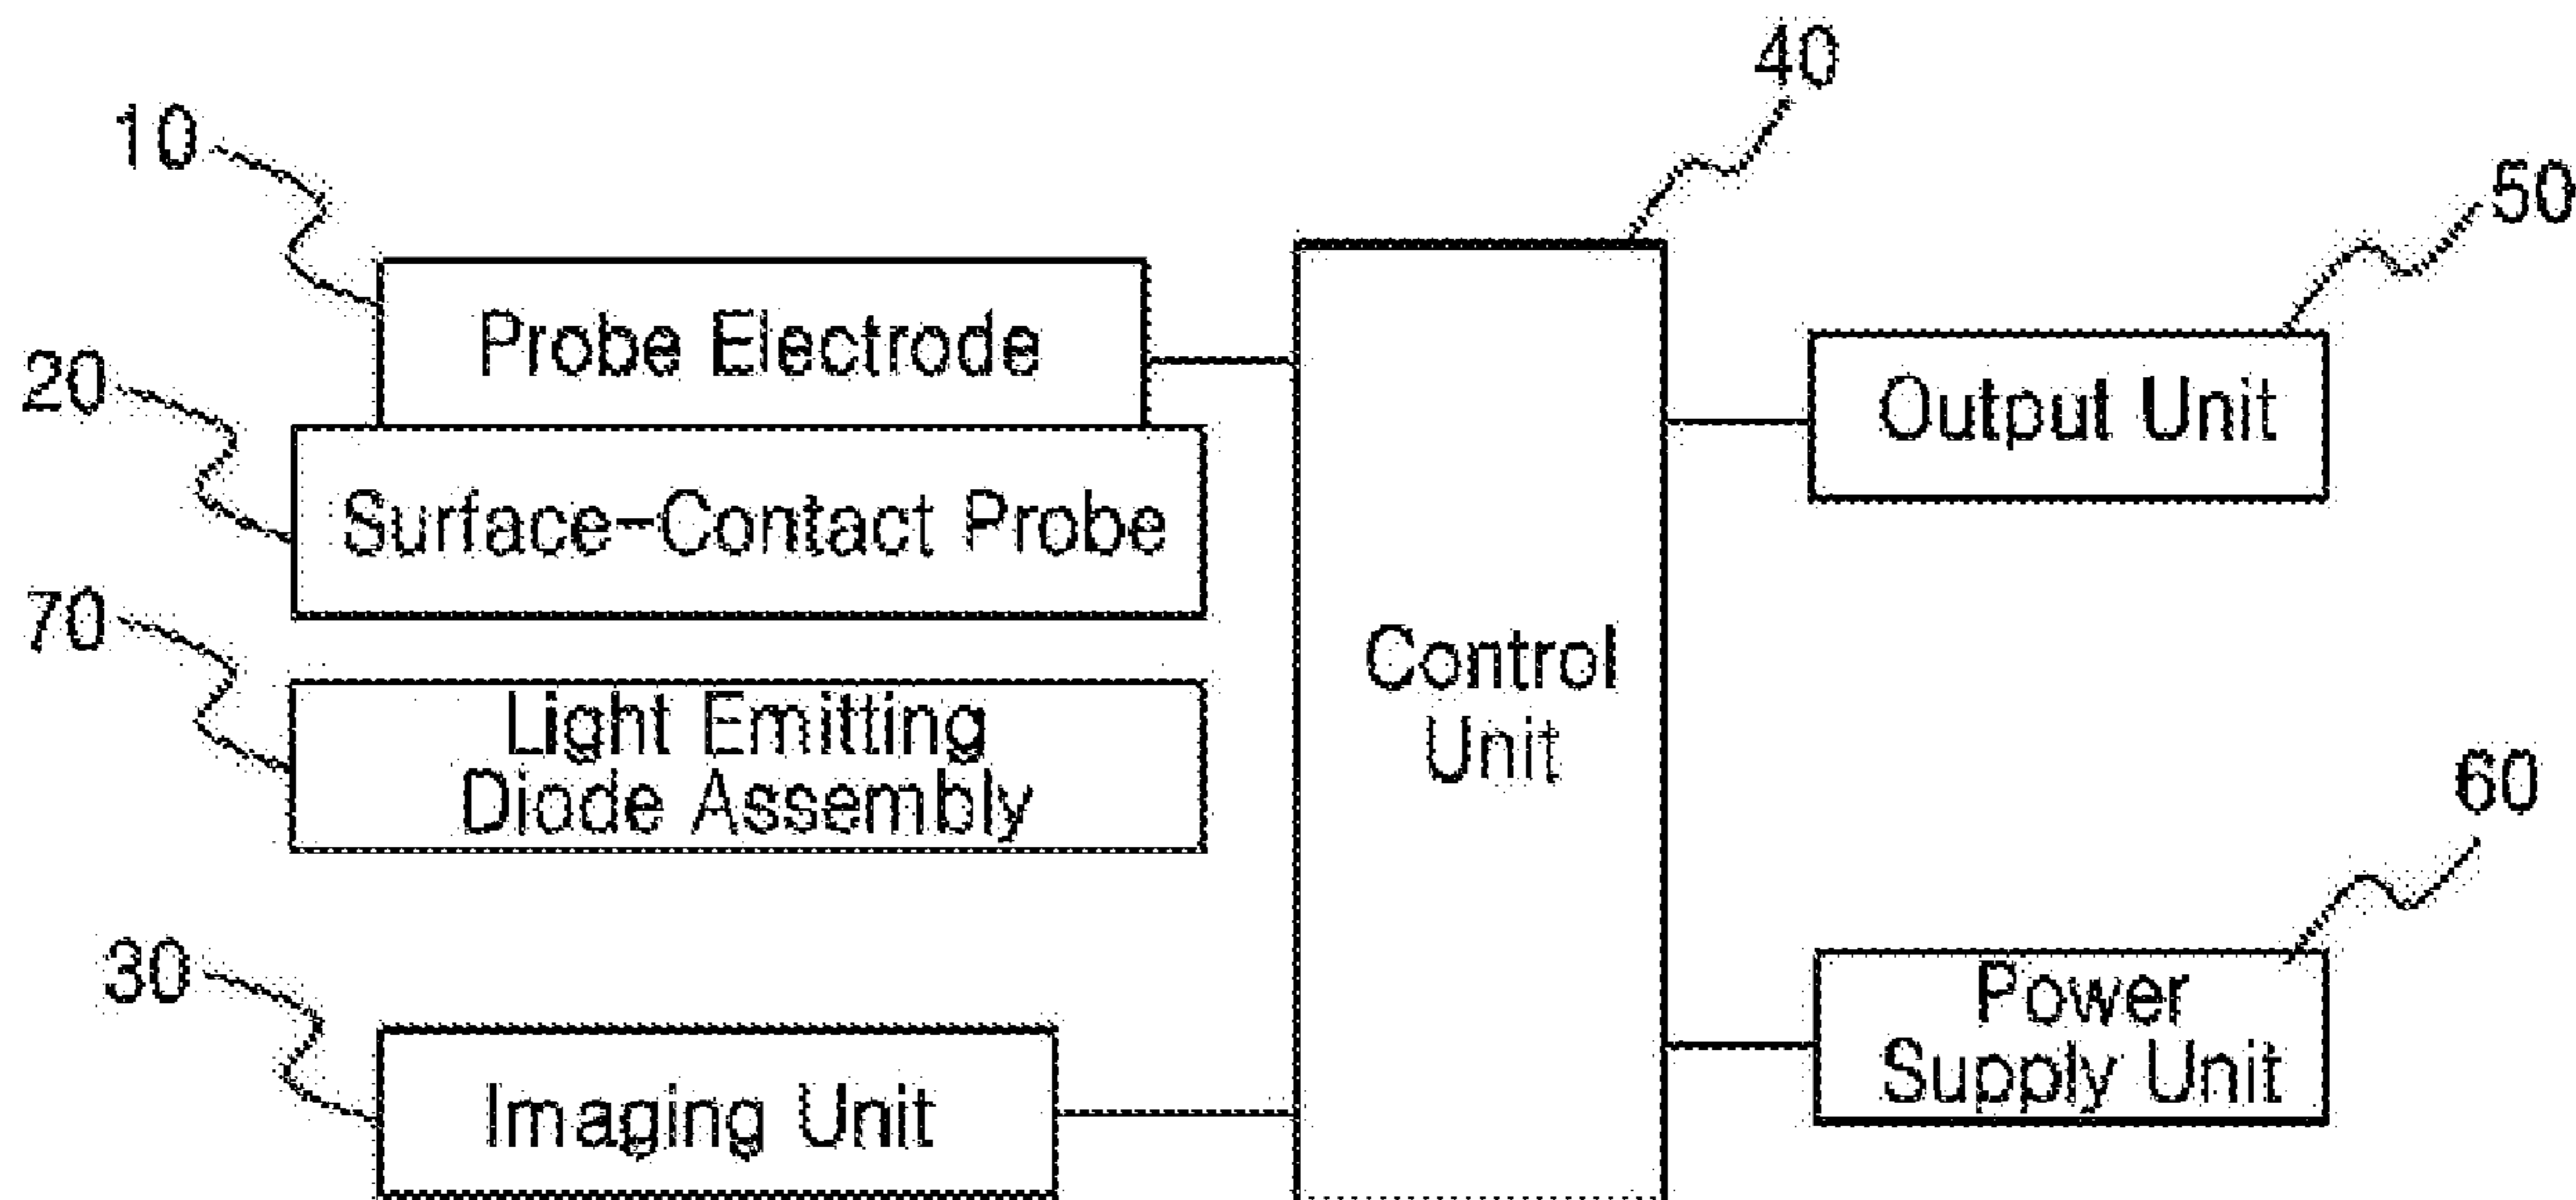 40
10
50
Probe Electrode
20
Output Unit
Surface-Contact Probe
70
Control
Unit
Light Emitting
Diode Assembly
60
30
Power
Supply Unit
Imaging Unit